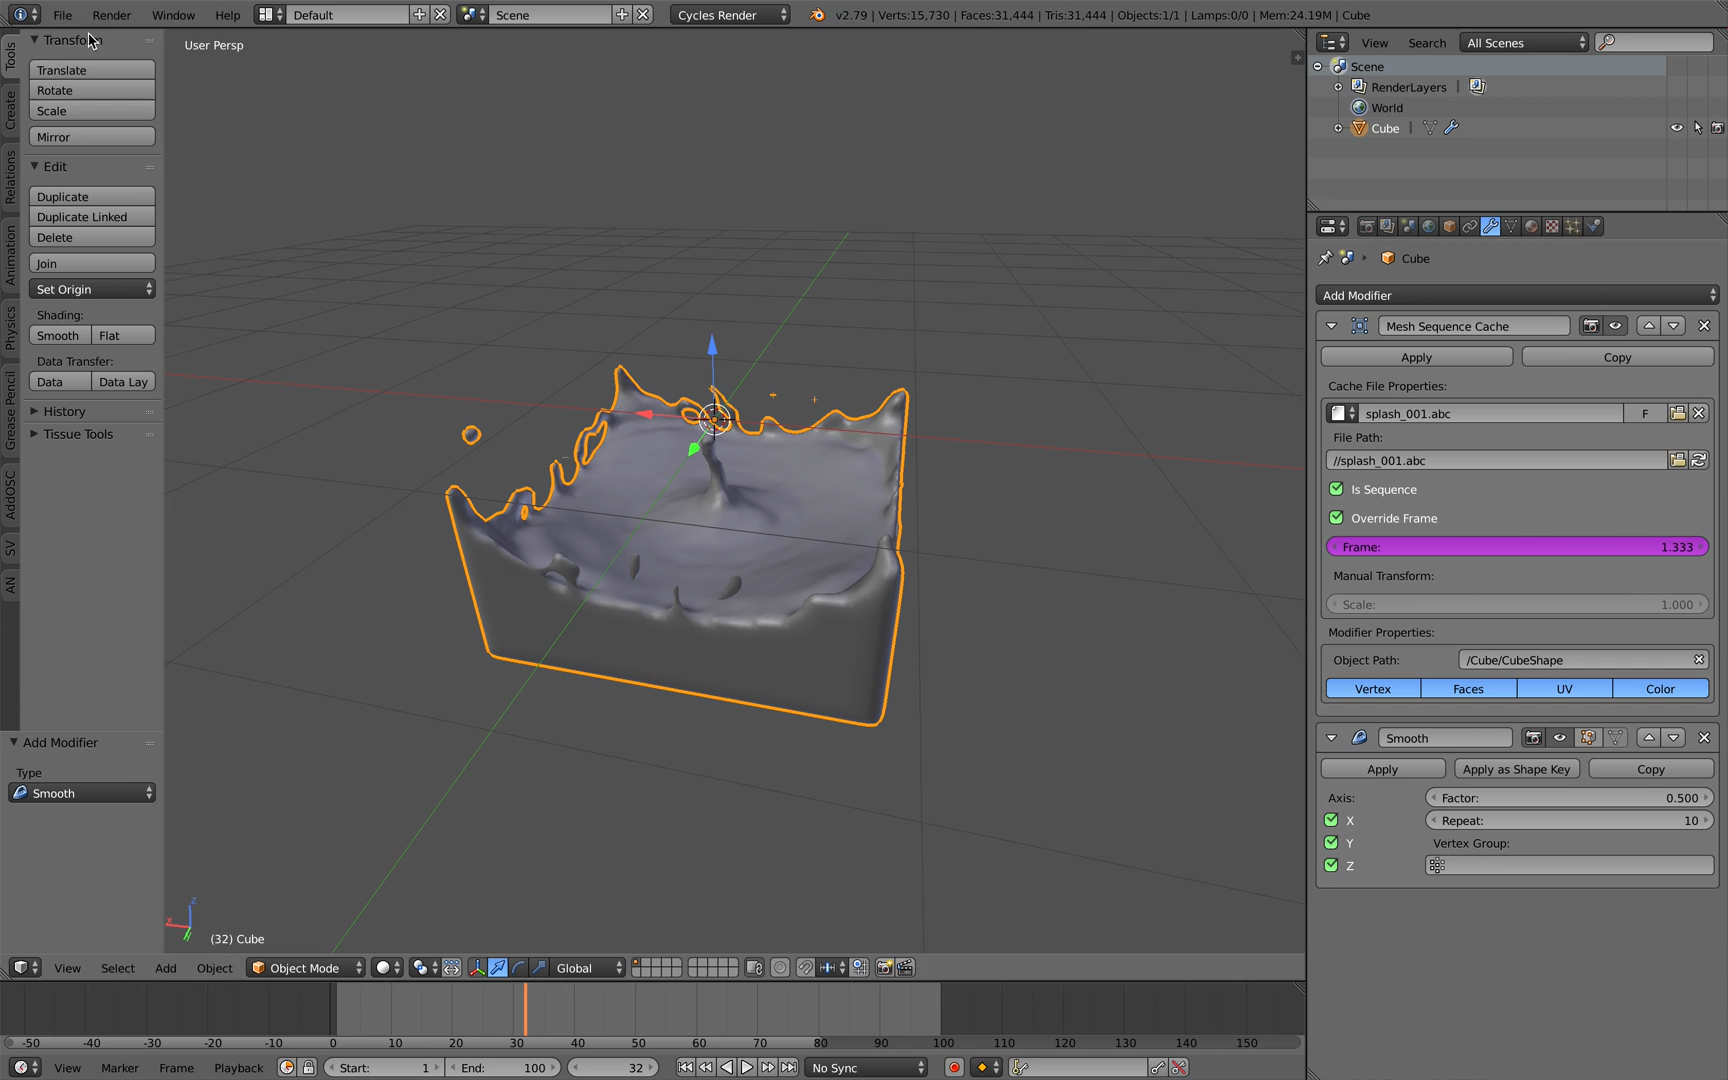 File Render Window Help Default Scene Cycles Render v2.79 | Verts:15,730 | Faces:31,444 | Tris:31,444 | Objects:1/1 | Lamps:0/0 | Mem:24.19M | Cube
Tools
Create
Relations
Animation
Physics
Grease Pencil
AddOSC
SV
AN
Transform
Translate
Rotate
Scale
Mirror
Edit
Duplicate
Duplicate Linked
Delete
Join
Set Origin
Shading:
Smooth Flat
Data Transfer:
Data Data Lay
History
Tissue Tools
Add Modifier
Type
Smooth
User Persp
Z
X
Y
(32) Cube
View Select Add Object Object Mode Global
-50 -40 -30 -20 -10 0 10 20 30 40 50 60 70 80 90 100 110 120 130 140 150
View Marker Frame Playback Start: 1 End: 100 32 No Sync
View Search All Scenes
Scene
RenderLayers |
World
Cube |
Cube
Add Modifier
Mesh Sequence Cache
Apply Copy
Cache File Properties:
splash_001.abc F
File Path:
//splash_001.abc
Is Sequence
Override Frame
Frame: 1.333
Manual Transform:
Scale: 1.000
Modifier Properties:
Object Path: /Cube/CubeShape
Vertex Faces UV Color
Smooth
Apply Apply as Shape Key Copy
Axis: Factor: 0.500
X Repeat: 10
Y Vertex Group:
Z